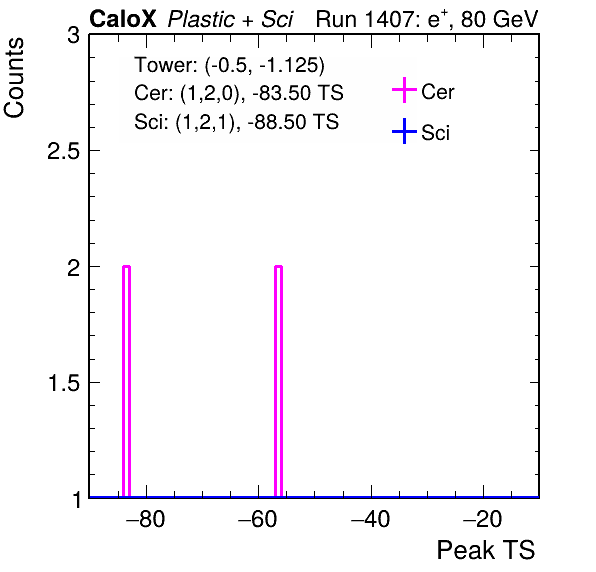 CaloX Plastic + Sci Run 1407: e⁺, 80 GeV
Counts
Tower: (-0.5, -1.125)
Cer: (1,2,0), -83.50 TS
Sci: (1,2,1), -88.50 TS
Cer
Sci
3
2.5
2
1.5
1
−80 −60 −40 −20
Peak TS